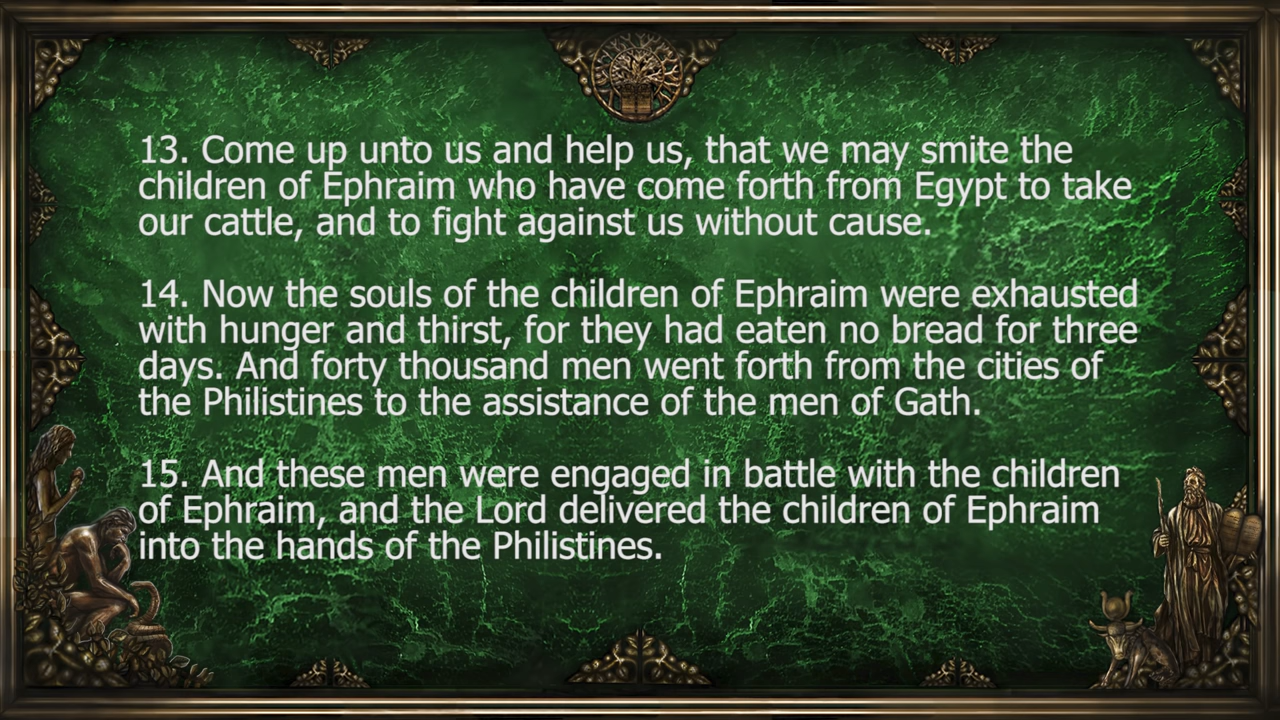 13. Come up unto us and help us, that we may smite the
children of Ephraim who have come forth from Egypt to take
our cattle, and to fight against us without cause.
14. Now the souls of the children of Ephraim were exhausted
with hunger and thirst, for they had eaten no bread for three
days. And forty thousand men went forth from the cities of
the Philistines to the assistance of the men of Gath.
15. And these men were engaged in battle with the children
of Ephraim, and the Lord delivered the children of Ephraim
into the hands of the Philistines.